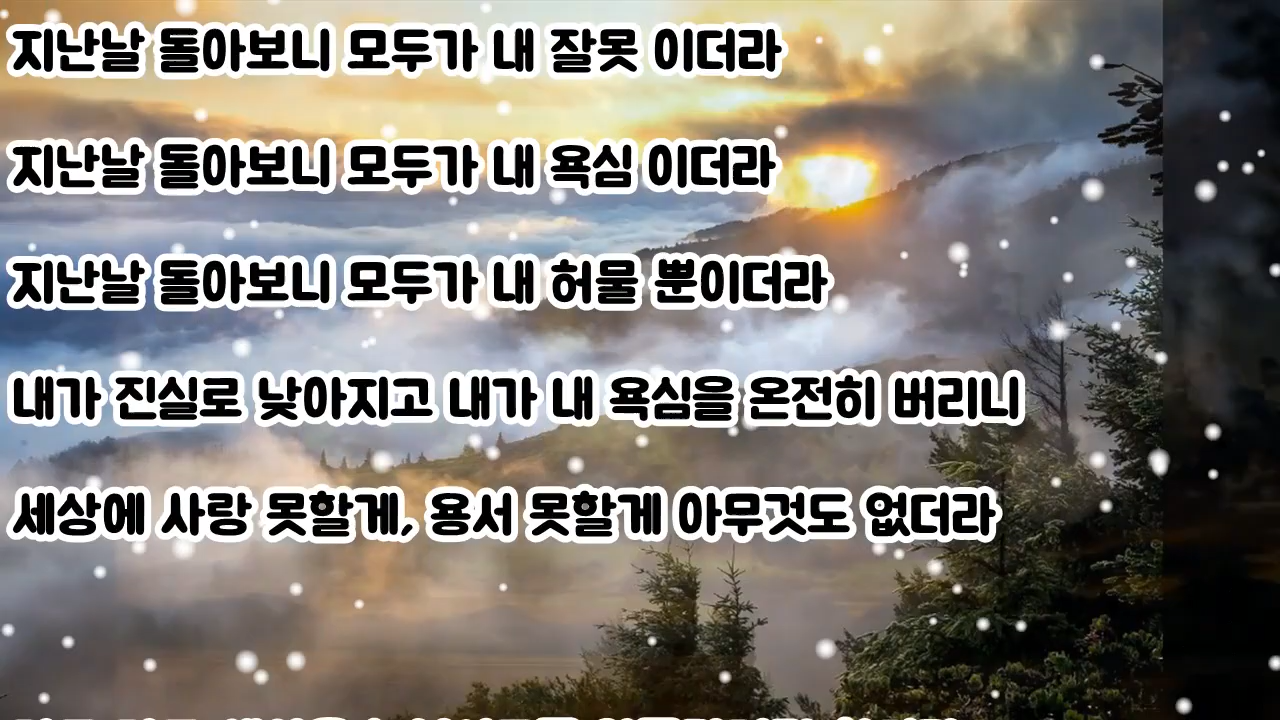 지난날 돌아보니 모두가 내 잘못 이더라
지난날 돌아보니 모두가 내 욕심 이더라
지난날 돌아보니 모두가 내 허물 뿐이더라
내가 진실로 낮아지고 내가 내 욕심을 온전히 버리니
세상에 사랑 못할게, 용서 못할게 아무것도 없더라